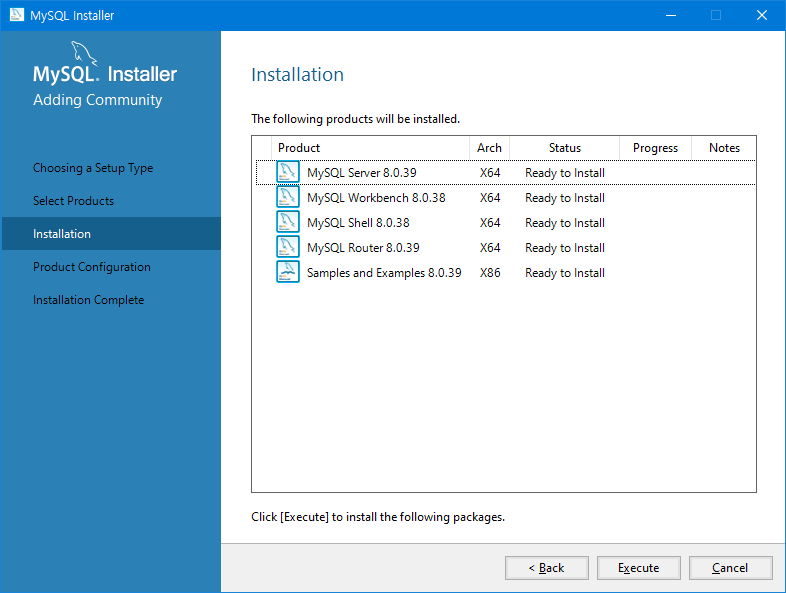 MySQL Installer
MySQL. Installer
Adding Community
Choosing a Setup Type
Select Products
Installation
Product Configuration
Installation Complete
Installation
The following products will be installed.
Product Arch Status Progress Notes
MySQL Server 8.0.39 X64 Ready to Install
MySQL Workbench 8.0.38 X64 Ready to Install
MySQL Shell 8.0.38 X64 Ready to Install
MySQL Router 8.0.39 X64 Ready to Install
Samples and Examples 8.0.39 X86 Ready to Install
Click [Execute] to install the following packages.
< Back Execute Cancel